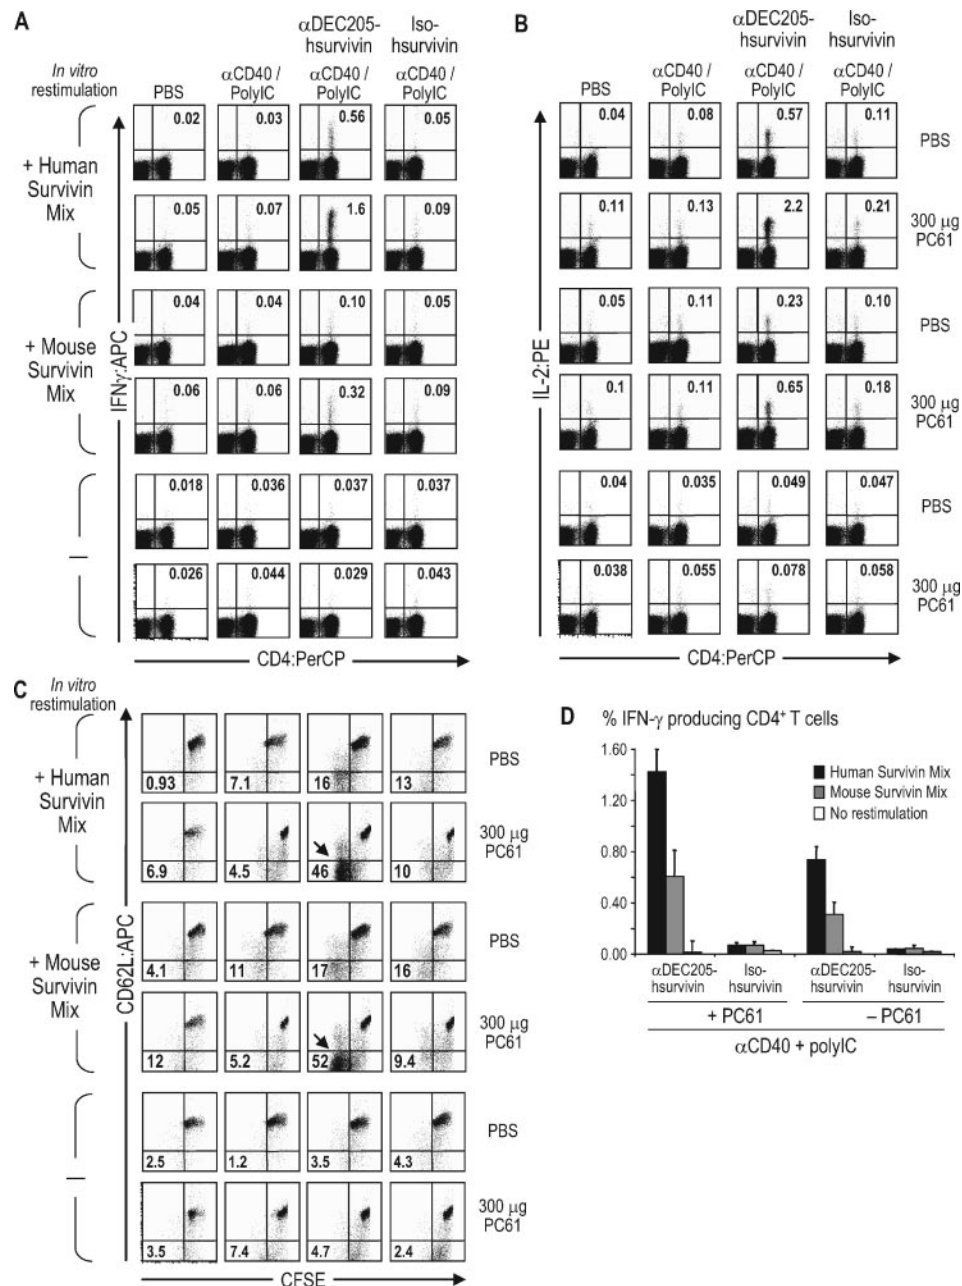 A
αDEC205-
hsurvivin
Iso-
hsurvivin
In vitro
restimulation
PBS
αCD40 /
PolyIC
αCD40 /
PolyIC
αCD40 /
PolyIC
+ Human
Survivin
Mix
0.02
0.03
0.56
0.05
0.05
0.07
1.6
0.09
+ Mouse
Survivin
Mix
0.04
0.04
0.10
0.05
0.06
0.06
0.32
0.09
—
0.018
0.036
0.037
0.037
0.026
0.044
0.029
0.043
IFNγ:APC
CD4:PerCP
B
αDEC205-
hsurvivin
Iso-
hsurvivin
PBS
αCD40 /
PolyIC
αCD40 /
PolyIC
αCD40 /
PolyIC
0.04
0.08
0.57
0.11
PBS
0.11
0.13
2.2
0.21
300 µg
PC61
0.05
0.11
0.23
0.10
PBS
0.1
0.11
0.65
0.18
300 µg
PC61
0.04
0.035
0.049
0.047
PBS
0.038
0.055
0.078
0.058
300 µg
PC61
IL-2:PE
CD4:PerCP
C
In vitro
restimulation
+ Human
Survivin
Mix
0.93
7.1
16
13
PBS
6.9
4.5
46
10
300 µg
PC61
+ Mouse
Survivin
Mix
4.1
11
17
16
PBS
12
5.2
52
9.4
300 µg
PC61
—
2.5
1.2
3.5
4.3
PBS
3.5
7.4
4.7
2.4
300 µg
PC61
CD62L:APC
CFSE
D
% IFN-γ producing CD4+ T cells
1.60
1.20
0.80
0.40
0.00
Human Survivin Mix
Mouse Survivin Mix
No restimulation
αDEC205-
hsurvivin
Iso-
hsurvivin
αDEC205-
hsurvivin
Iso-
hsurvivin
+ PC61
– PC61
αCD40 + polyIC